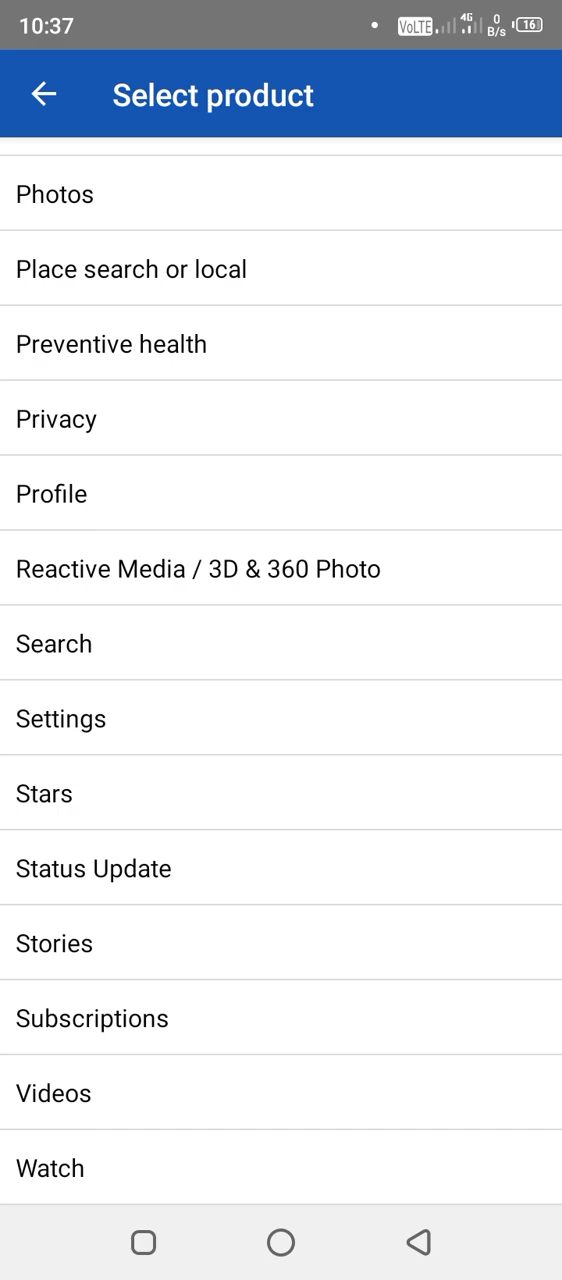 10:37 VoLTE 4G 0 B/s 16
Select product
Photos
Place search or local
Preventive health
Privacy
Profile
Reactive Media / 3D & 360 Photo
Search
Settings
Stars
Status Update
Stories
Subscriptions
Videos
Watch